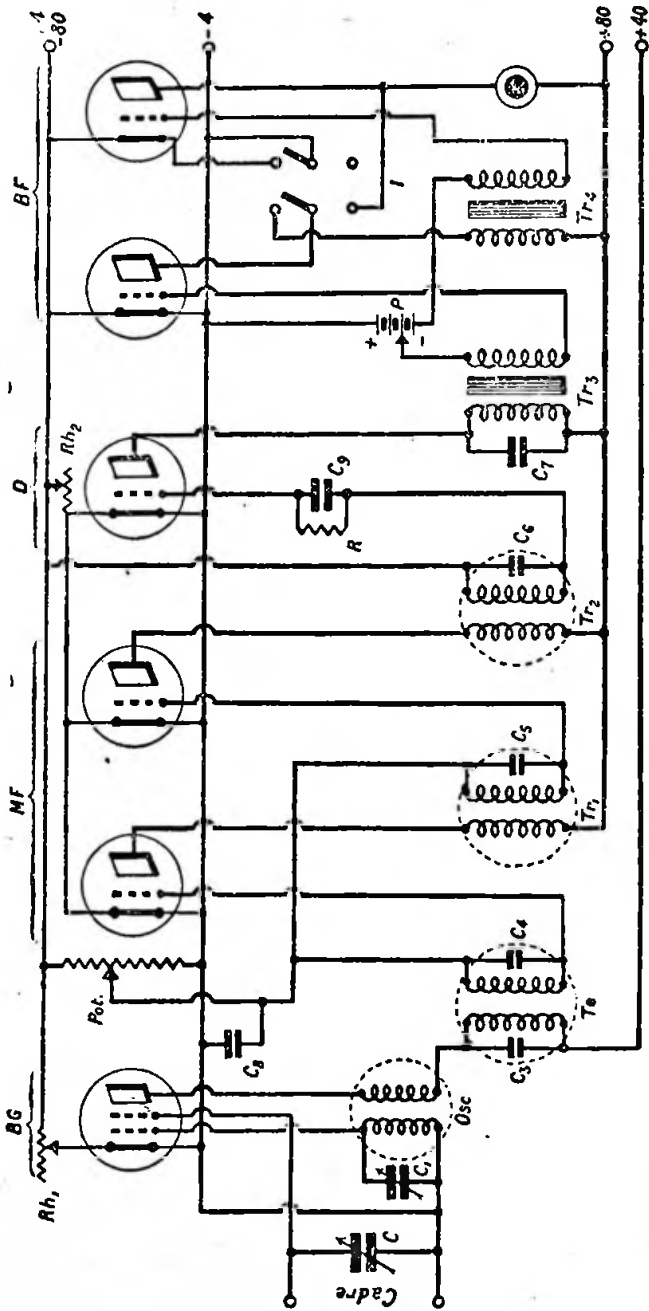 BG
MF
D
BF
-80
-4
+80
+40
Rh₁
Pot.
Rh₂
C₈
Cadre
C
C₁
Osc
C₃
Te
C₄
Tr₁
C₅
Tr₂
C₆
R
C₉
C₇
Tr₃
+
P
-
Tr₄
I